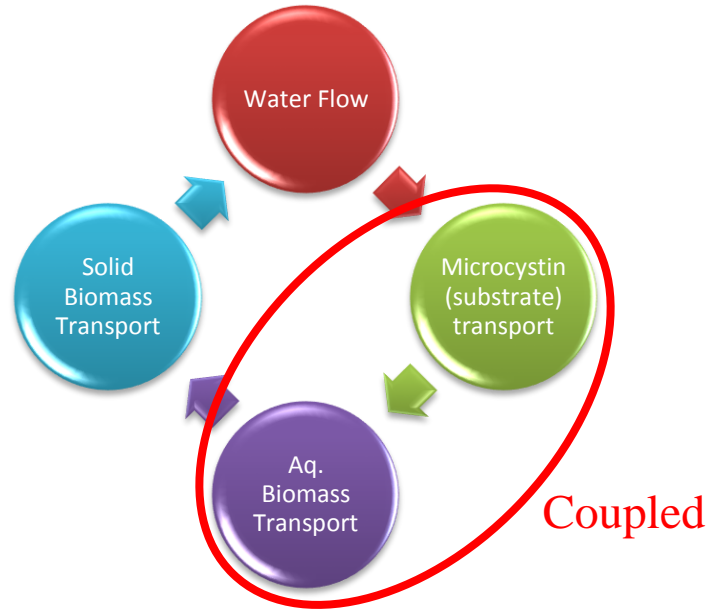 Water Flow
Solid
Biomass
Transport
Microcystin
(substrate)
transport
Aq.
Biomass
Transport
Coupled